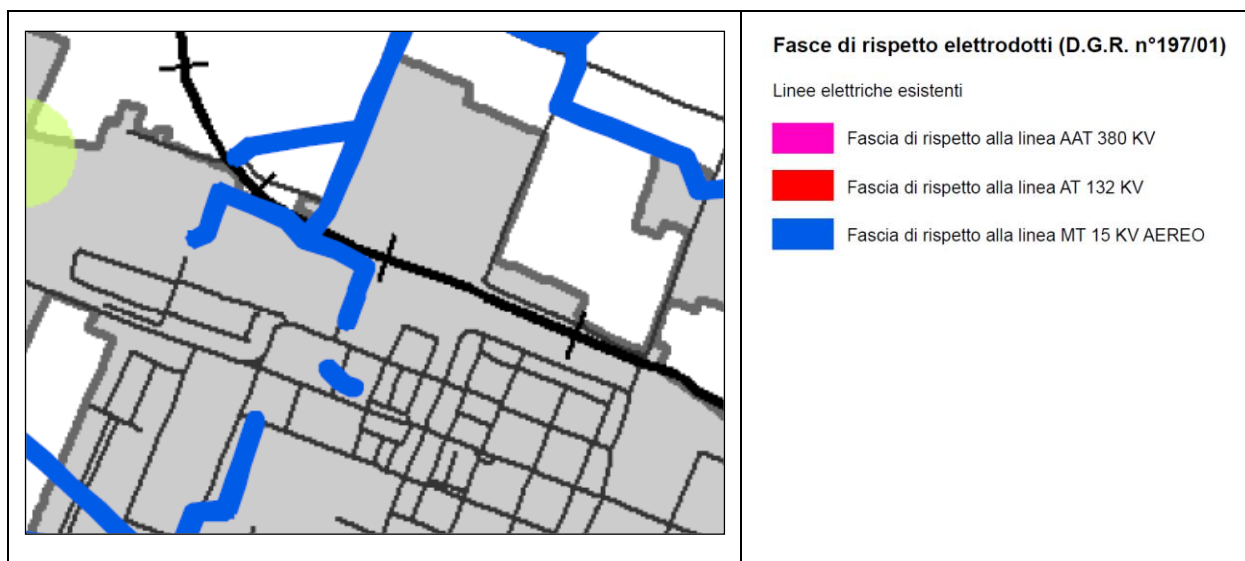 Fasce di rispetto elettrodotti (D.G.R. n°197/01)
Linee elettriche esistenti
Fascia di rispetto alla linea AAT 380 KV
Fascia di rispetto alla linea AT 132 KV
Fascia di rispetto alla linea MT 15 KV AEREO